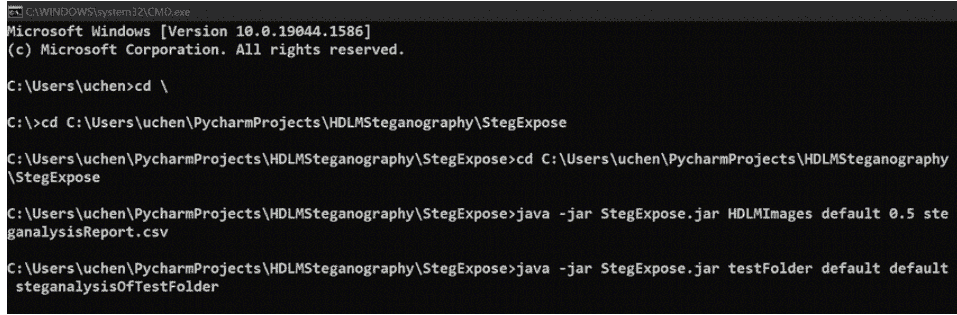 C:\WINDOWS\system32\CMD.exe
Microsoft Windows [Version 10.0.19044.1586]
(c) Microsoft Corporation. All rights reserved.
C:\Users\uchen>cd \
C:\>cd C:\Users\uchen\PycharmProjects\HDLMSteganography\StegExpose
C:\Users\uchen\PycharmProjects\HDLMSteganography\StegExpose>cd C:\Users\uchen\PycharmProjects\HDLMSteganography
\StegExpose
C:\Users\uchen\PycharmProjects\HDLMSteganography\StegExpose>java -jar StegExpose.jar HDLMImages default 0.5 ste
ganalysisReport.csv
C:\Users\uchen\PycharmProjects\HDLMSteganography\StegExpose>java -jar StegExpose.jar testFolder default default
 steganalysisOfTestFolder